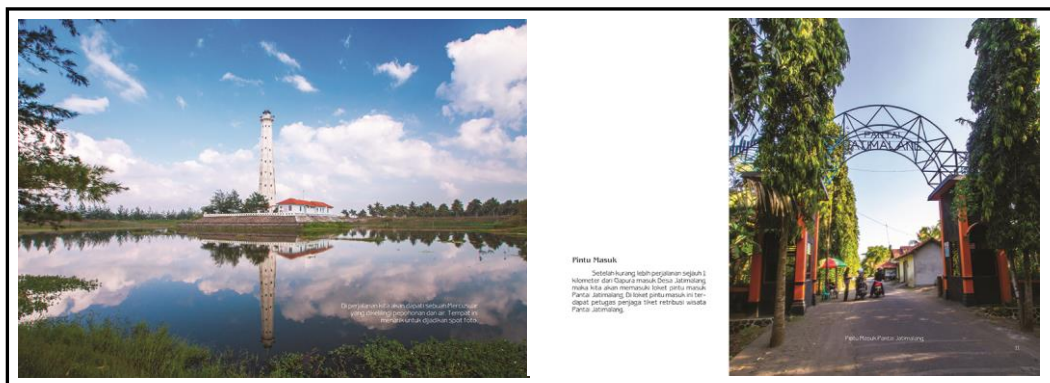 Di perjalanan kita akan dapati sebuah Mercusuar
yang dikelilingi pepohonan dan air. Tempat ini
menarik untuk dijadikan spot foto.
Pintu Masuk
Setelah kurang lebih perjalanan sejauh 1
kilometer dari Gapura masuk Desa Jatimalang,
maka kita akan memasuki loket pintu masuk
Pantai Jatimalang. Di loket pintu masuk ini ter-
dapat petugas penjaga tiket retribusi wisata
Pantai Jatimalang.
PANTAI
JATIMALANG
Pintu Masuk Pantai Jatimalang
11